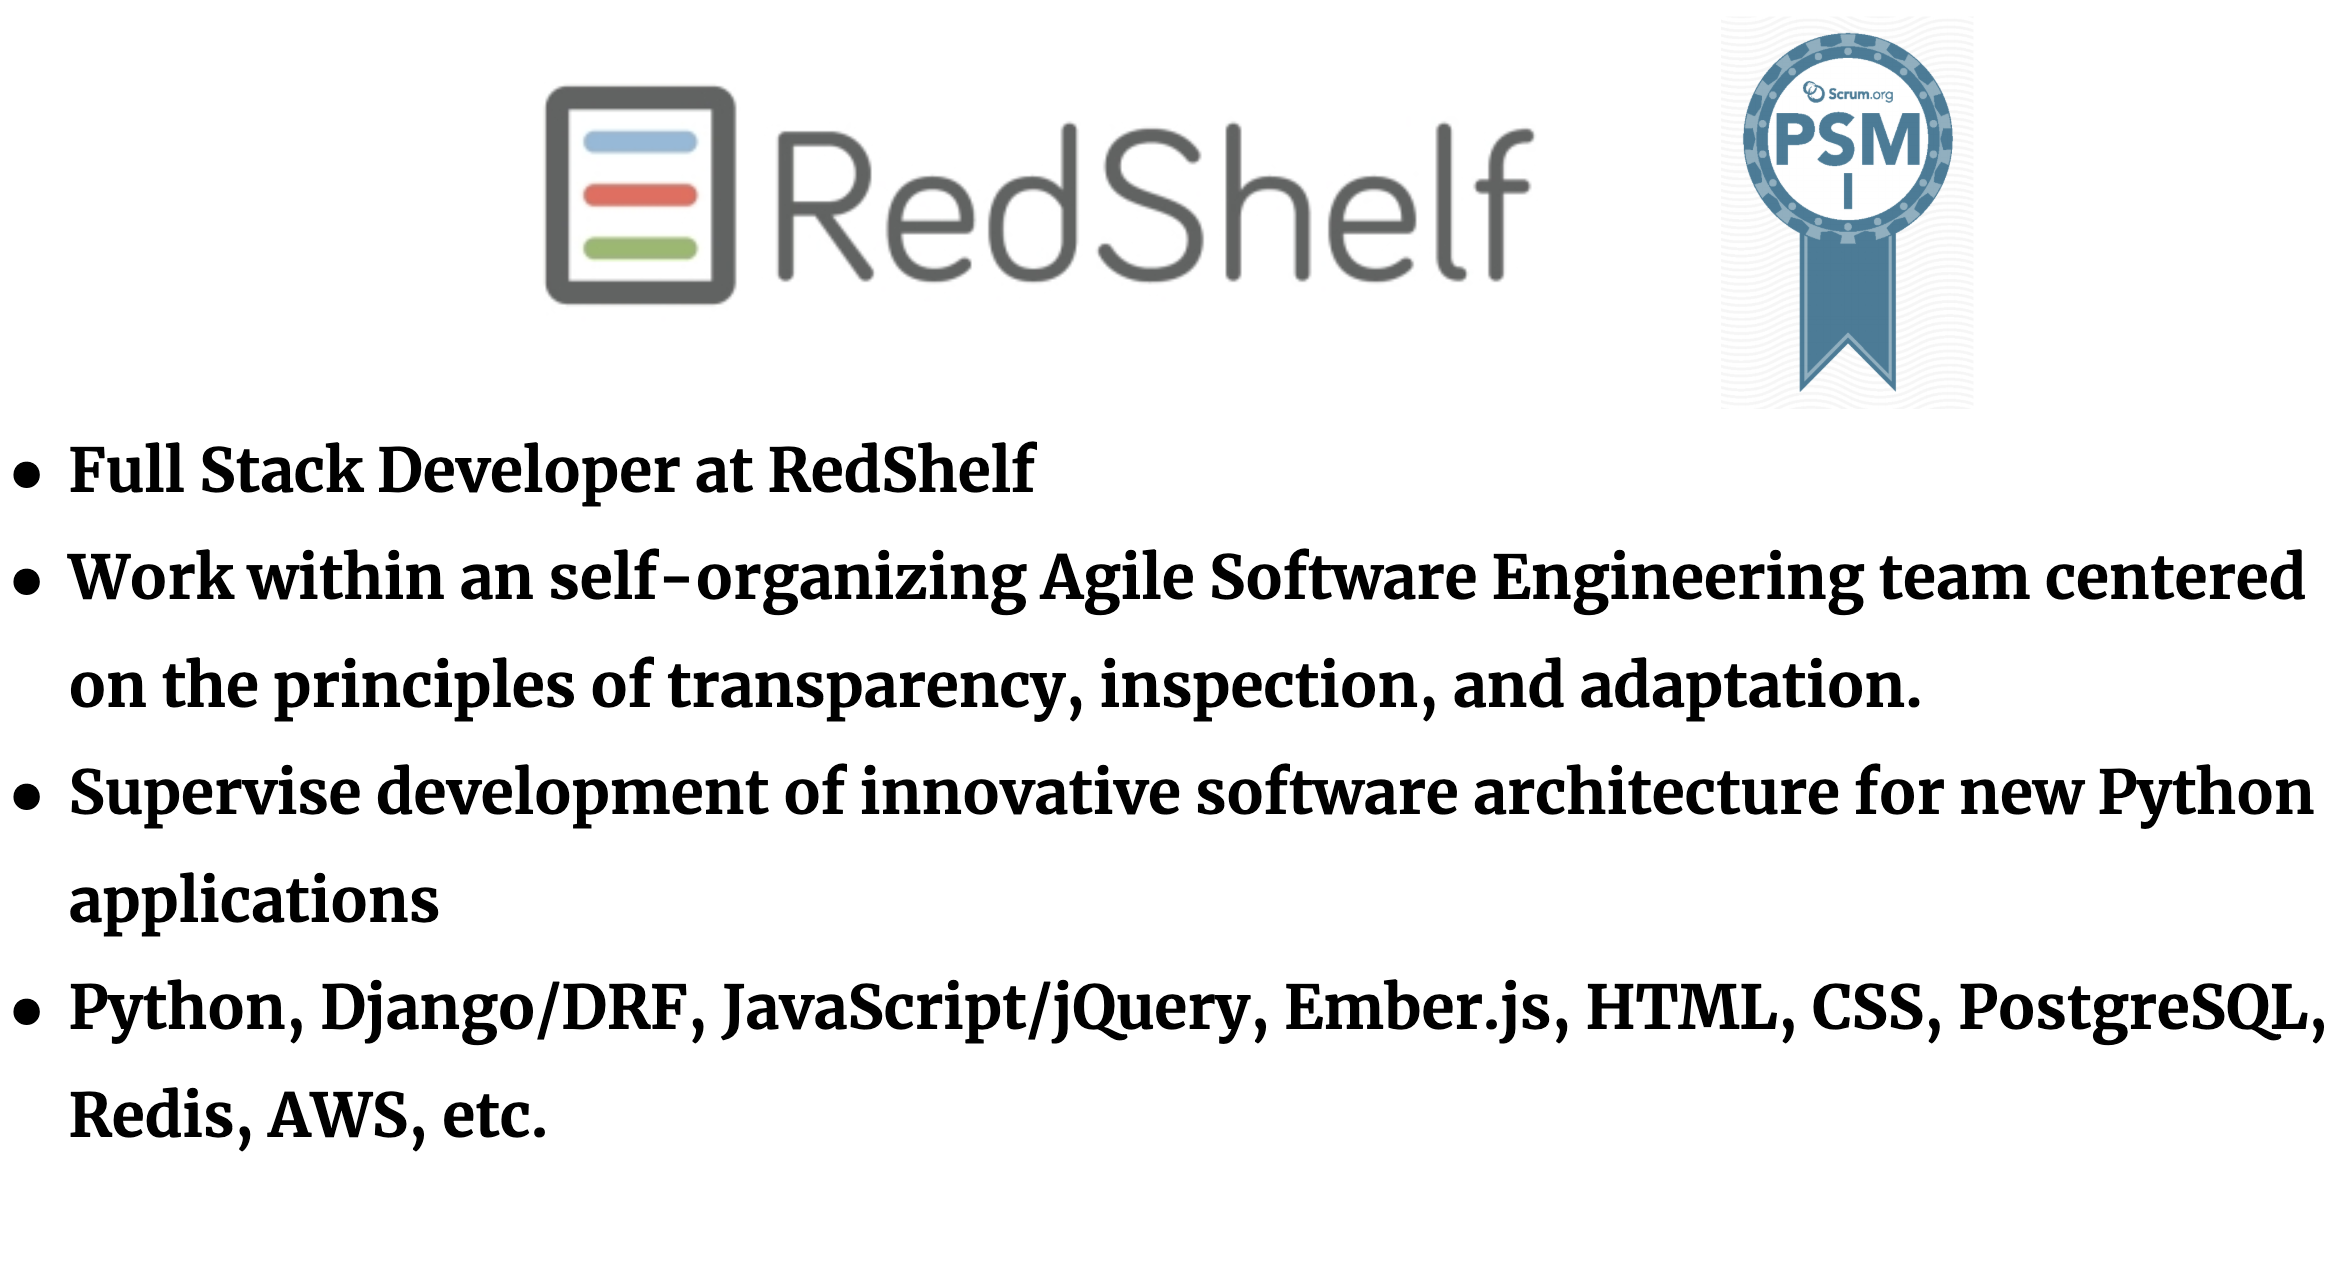 RedShelf
Scrum.org
PSM
I
● Full Stack Developer at RedShelf
● Work within an self-organizing Agile Software Engineering team centered
on the principles of transparency, inspection, and adaptation.
● Supervise development of innovative software architecture for new Python
applications
● Python, Django/DRF, JavaScript/jQuery, Ember.js, HTML, CSS, PostgreSQL,
Redis, AWS, etc.